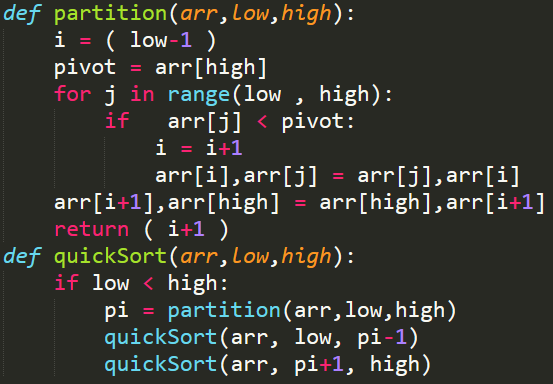 def partition(arr,low,high):
    i = ( low-1 )
    pivot = arr[high]
    for j in range(low , high):
        if   arr[j] < pivot:
            i = i+1
            arr[i],arr[j] = arr[j],arr[i]
    arr[i+1],arr[high] = arr[high],arr[i+1]
    return ( i+1 )
def quickSort(arr,low,high):
    if low < high:
        pi = partition(arr,low,high)
        quickSort(arr, low, pi-1)
        quickSort(arr, pi+1, high)